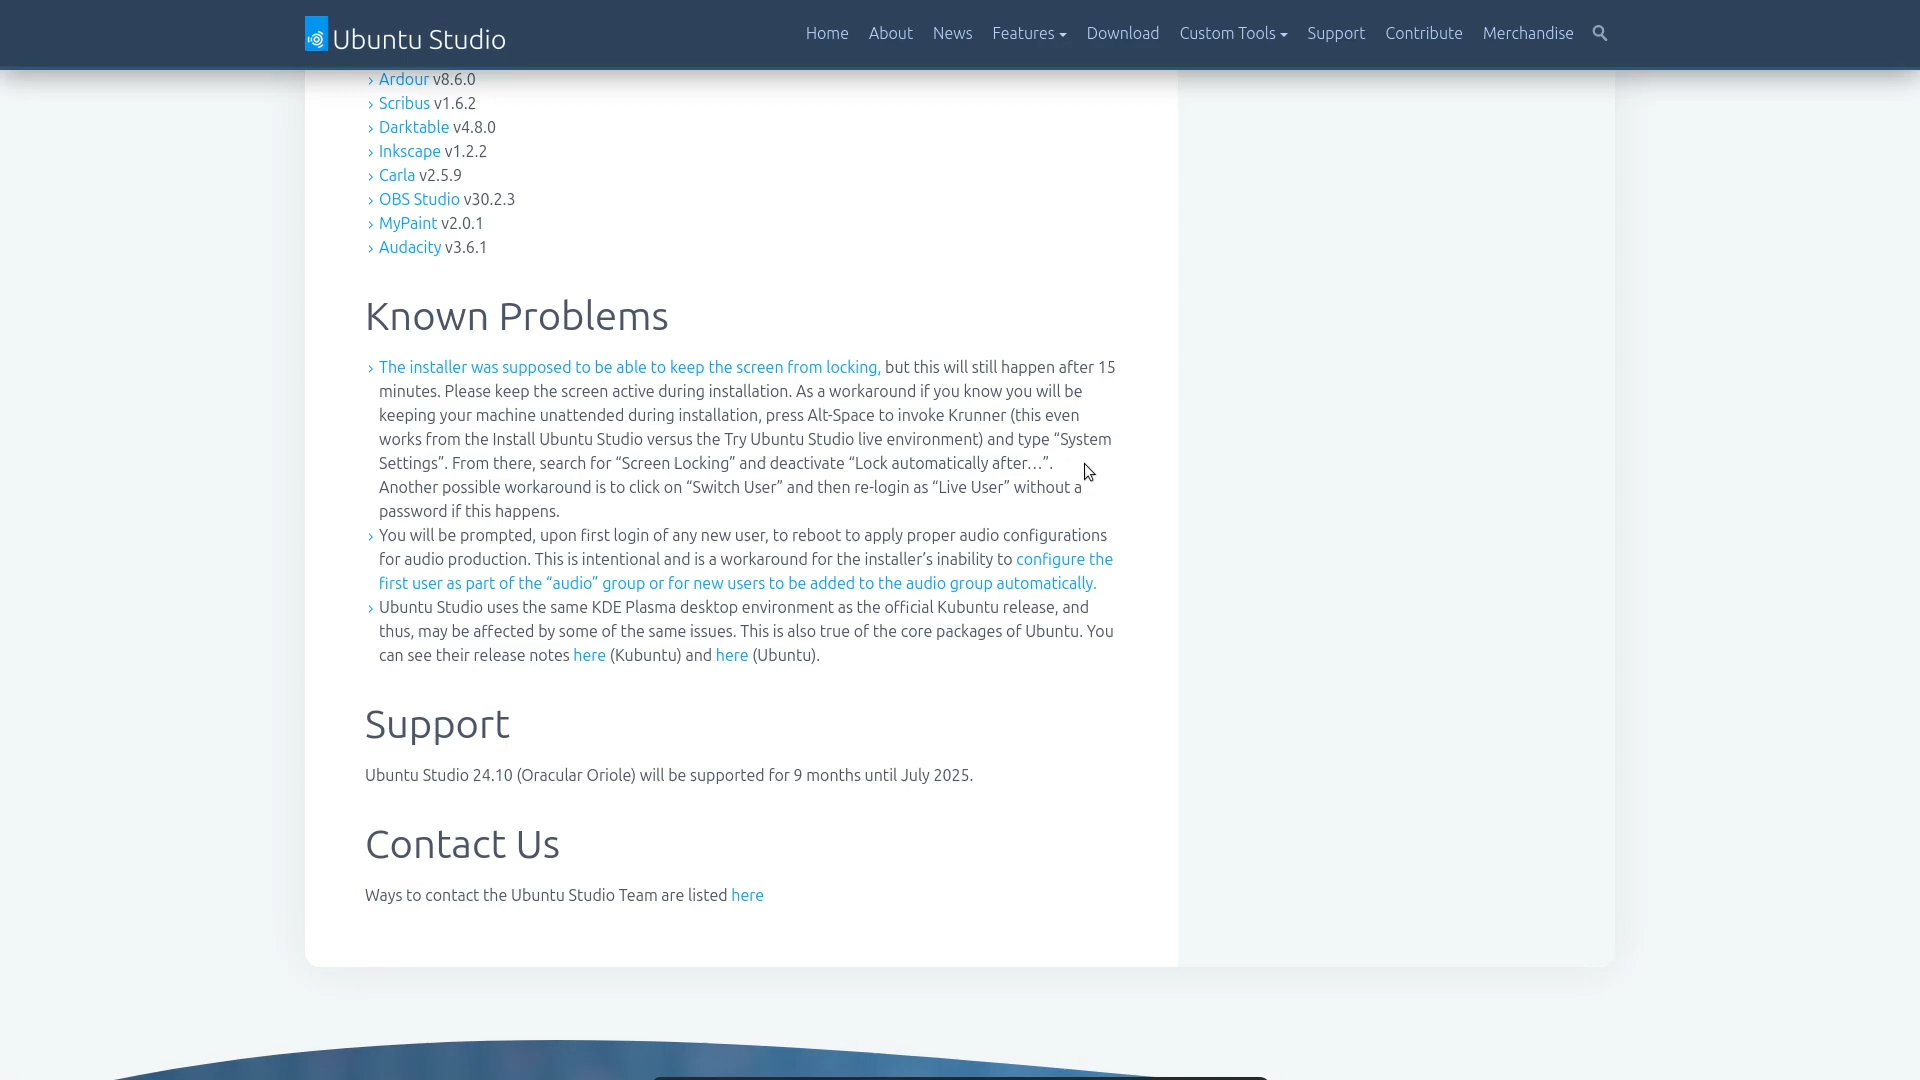 Ubuntu Studio
Home About News Features Download Custom Tools Support Contribute Merchandise
› Ardour v8.6.0
› Scribus v1.6.2
› Darktable v4.8.0
› Inkscape v1.2.2
› Carla v2.5.9
› OBS Studio v30.2.3
› MyPaint v2.0.1
› Audacity v3.6.1
Known Problems
› The installer was supposed to be able to keep the screen from locking, but this will still happen after 15
minutes. Please keep the screen active during installation. As a workaround if you know you will be
keeping your machine unattended during installation, press Alt-Space to invoke Krunner (this even
works from the Install Ubuntu Studio versus the Try Ubuntu Studio live environment) and type “System
Settings”. From there, search for “Screen Locking” and deactivate “Lock automatically after…”.
Another possible workaround is to click on “Switch User” and then re-login as “Live User” without a
password if this happens.
› You will be prompted, upon first login of any new user, to reboot to apply proper audio configurations
for audio production. This is intentional and is a workaround for the installer’s inability to configure the
first user as part of the “audio” group or for new users to be added to the audio group automatically.
› Ubuntu Studio uses the same KDE Plasma desktop environment as the official Kubuntu release, and
thus, may be affected by some of the same issues. This is also true of the core packages of Ubuntu. You
can see their release notes here (Kubuntu) and here (Ubuntu).
Support
Ubuntu Studio 24.10 (Oracular Oriole) will be supported for 9 months until July 2025.
Contact Us
Ways to contact the Ubuntu Studio Team are listed here